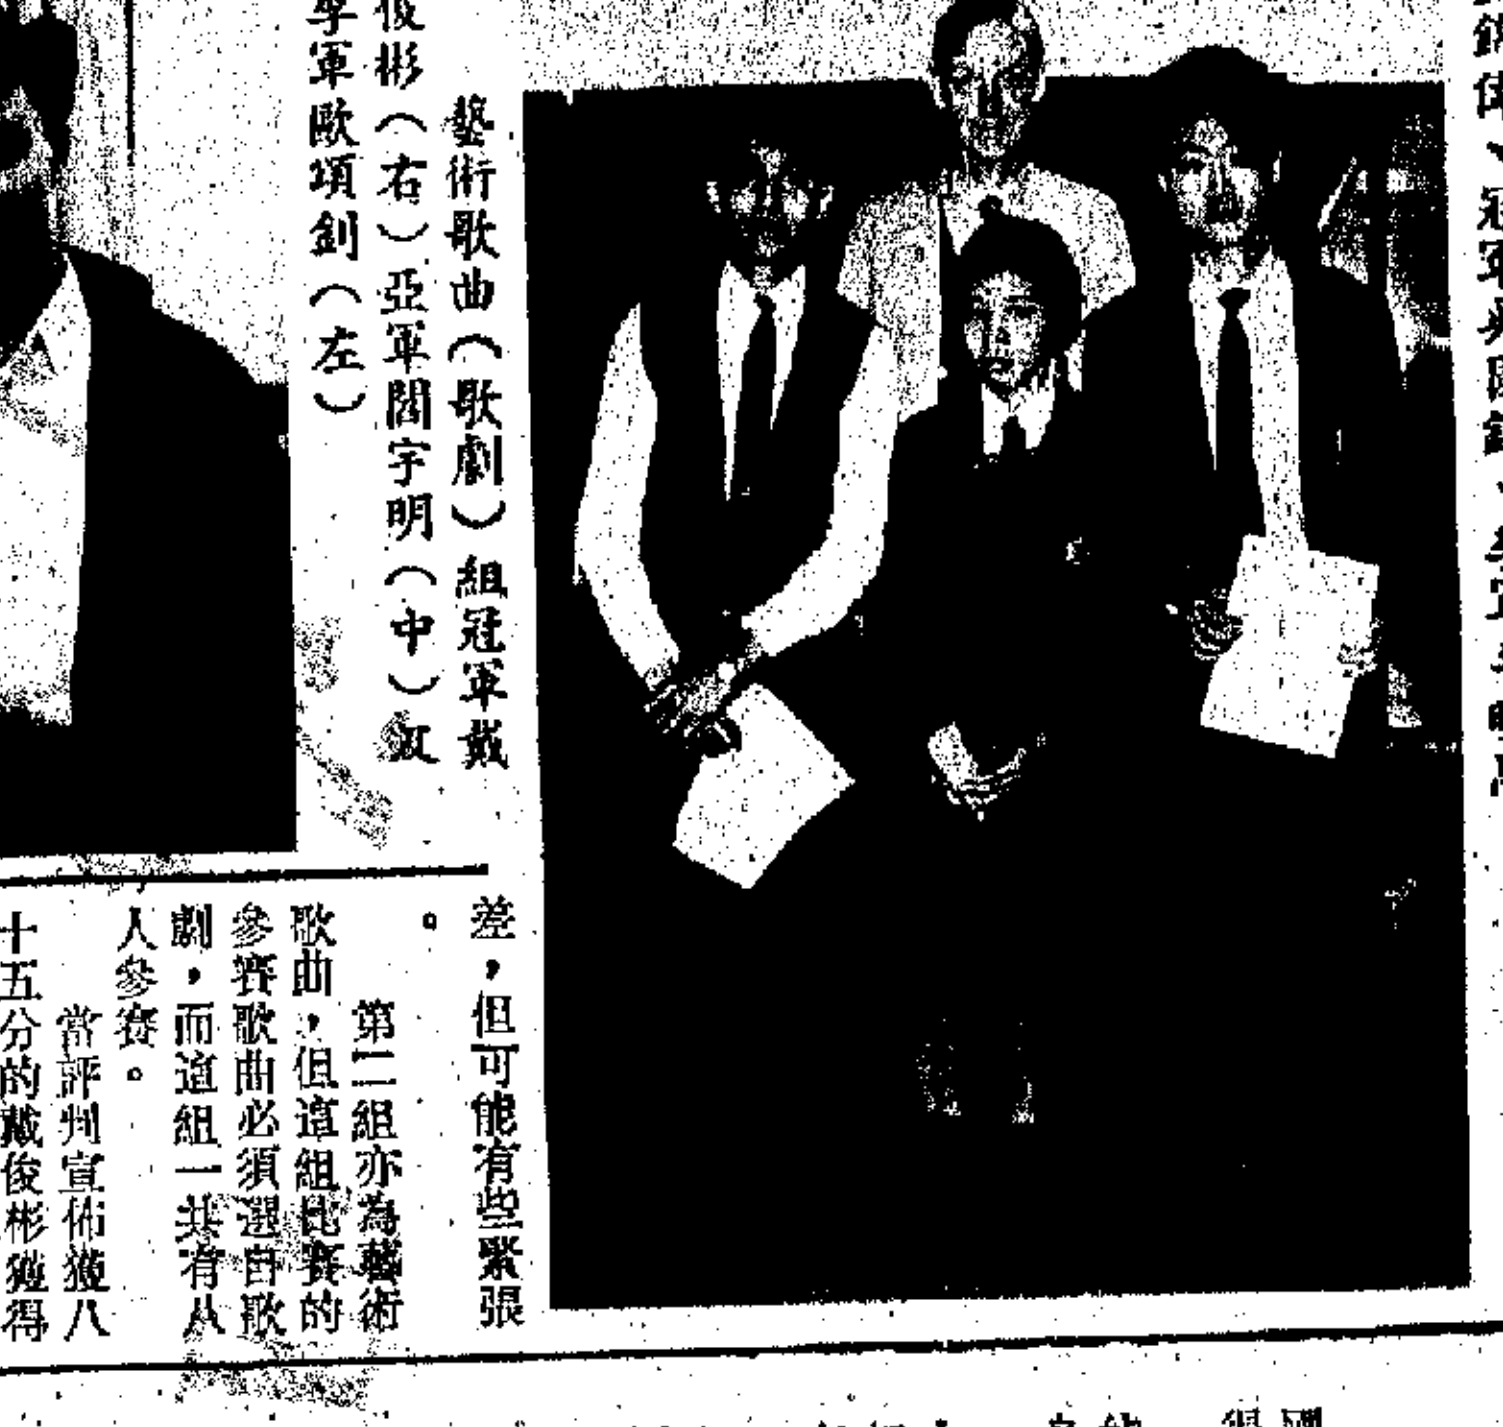 藝術歌曲(歌劇)組冠軍戴
俊彬(右)亞軍闔宇明(中)
季軍歐項釗(左)
差,但可能有些緊張
。
第二組亦為藝術
歌曲,但這組比賽的
參賽歌曲必須選自歌
劇,而這組一共有八
人參賽。
當評判宣佈獲八
十五分的戴俊彬獲得